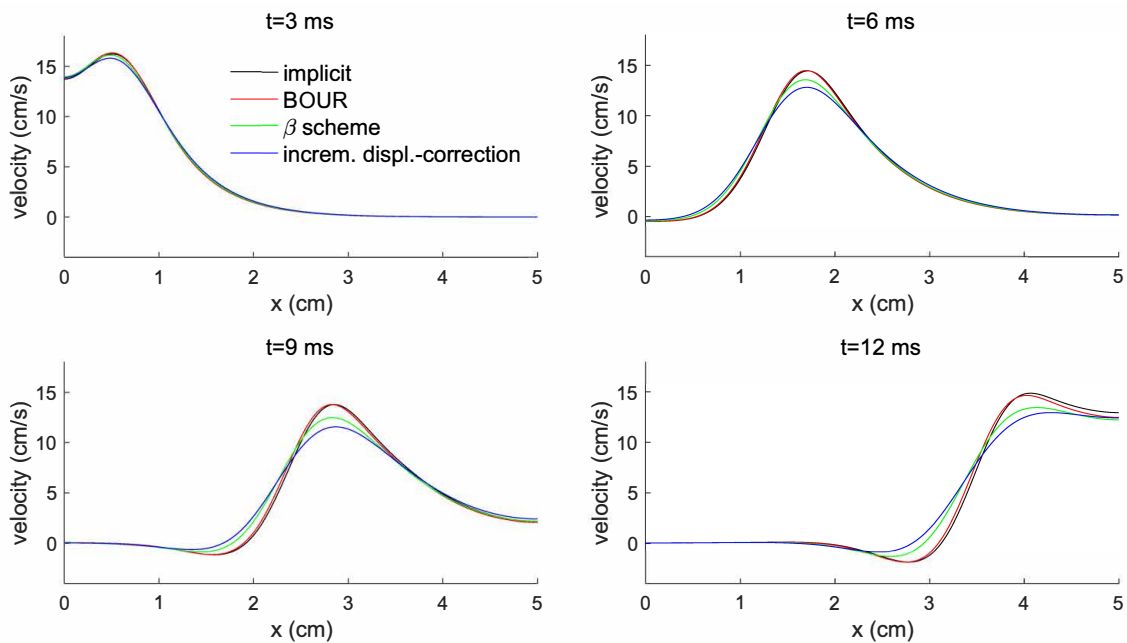 t=3 ms
velocity (cm/s)
15
10
5
0
implicit
BOUR
β scheme
increm. displ.-correction
0 1 2 3 4 5
x (cm)
t=6 ms
velocity (cm/s)
15
10
5
0
0 1 2 3 4 5
x (cm)
t=9 ms
velocity (cm/s)
15
10
5
0
0 1 2 3 4 5
x (cm)
t=12 ms
velocity (cm/s)
15
10
5
0
0 1 2 3 4 5
x (cm)